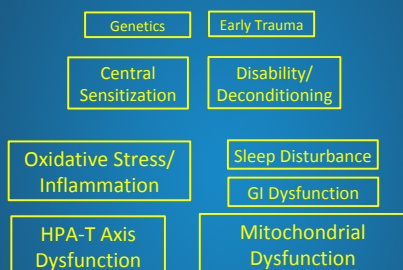 Genetics
Early Trauma
Central
Sensitization
Disability/
Deconditioning
Oxidative Stress/
Inflammation
Sleep Disturbance
GI Dysfunction
HPA-T Axis
Dysfunction
Mitochondrial
Dysfunction